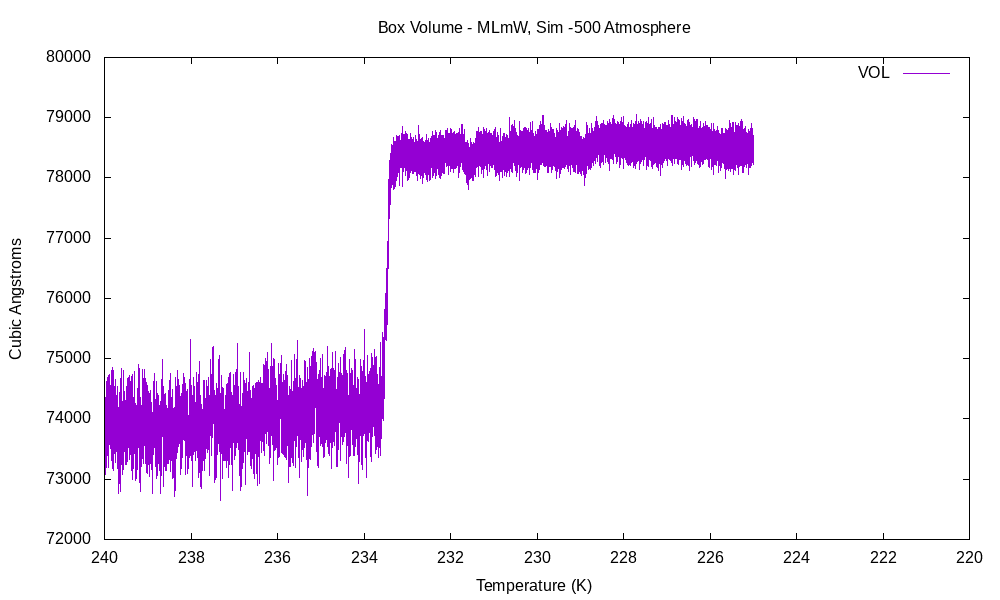 Box Volume - MLmW, Sim -500 Atmosphere
80000
79000
78000
77000
76000
75000
74000
73000
72000
VOL
Cubic Angstroms
240 238 236 234 232 230 228 226 224 222 220
Temperature (K)